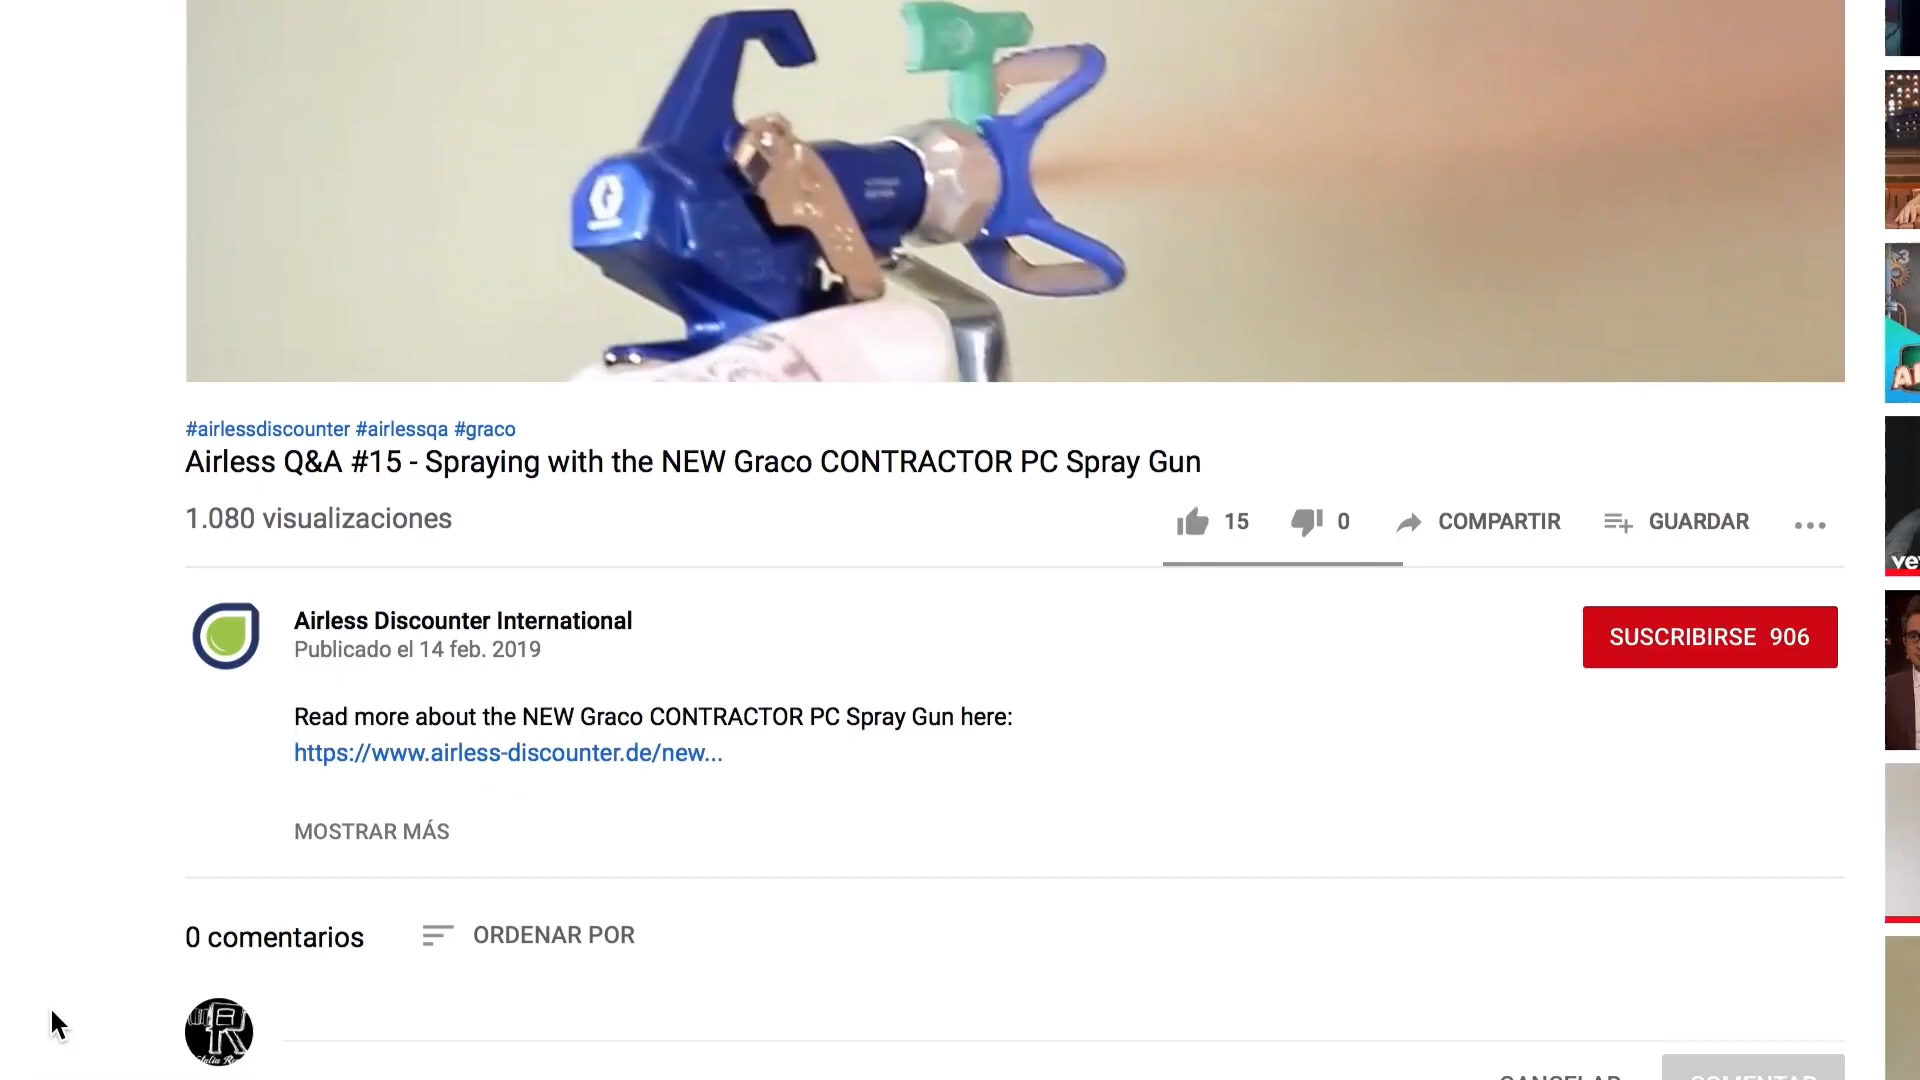 #airlessdiscounter #airlessqa #graco
Airless Q&A #15 - Spraying with the NEW Graco CONTRACTOR PC Spray Gun
1.080 visualizaciones
15 0 COMPARTIR GUARDAR
Airless Discounter International
Publicado el 14 feb. 2019
SUSCRIBIRSE 906
Read more about the NEW Graco CONTRACTOR PC Spray Gun here:
https://www.airless-discounter.de/new...
MOSTRAR MÁS
0 comentarios
ORDENAR POR
CANCELAR COMENTAR